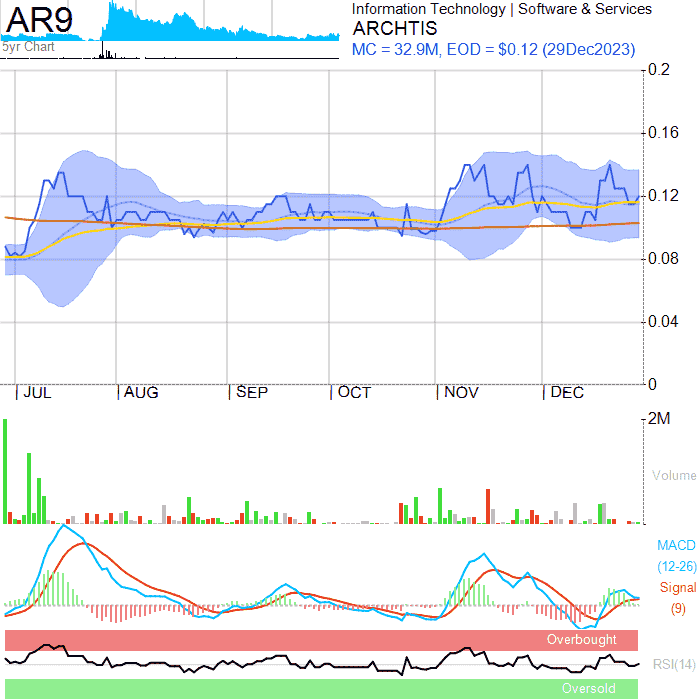 AR9
5yr Chart
Information Technology | Software & Services
ARCHTIS
MC = 32.9M, EOD = $0.12 (29Dec2023)
0.2
0.16
0.12
0.08
0.04
0
| JUL | AUG | SEP | OCT | NOV | DEC
2M
Volume
MACD
(12-26)
Signal
(9)
Overbought
RSI(14)
Oversold